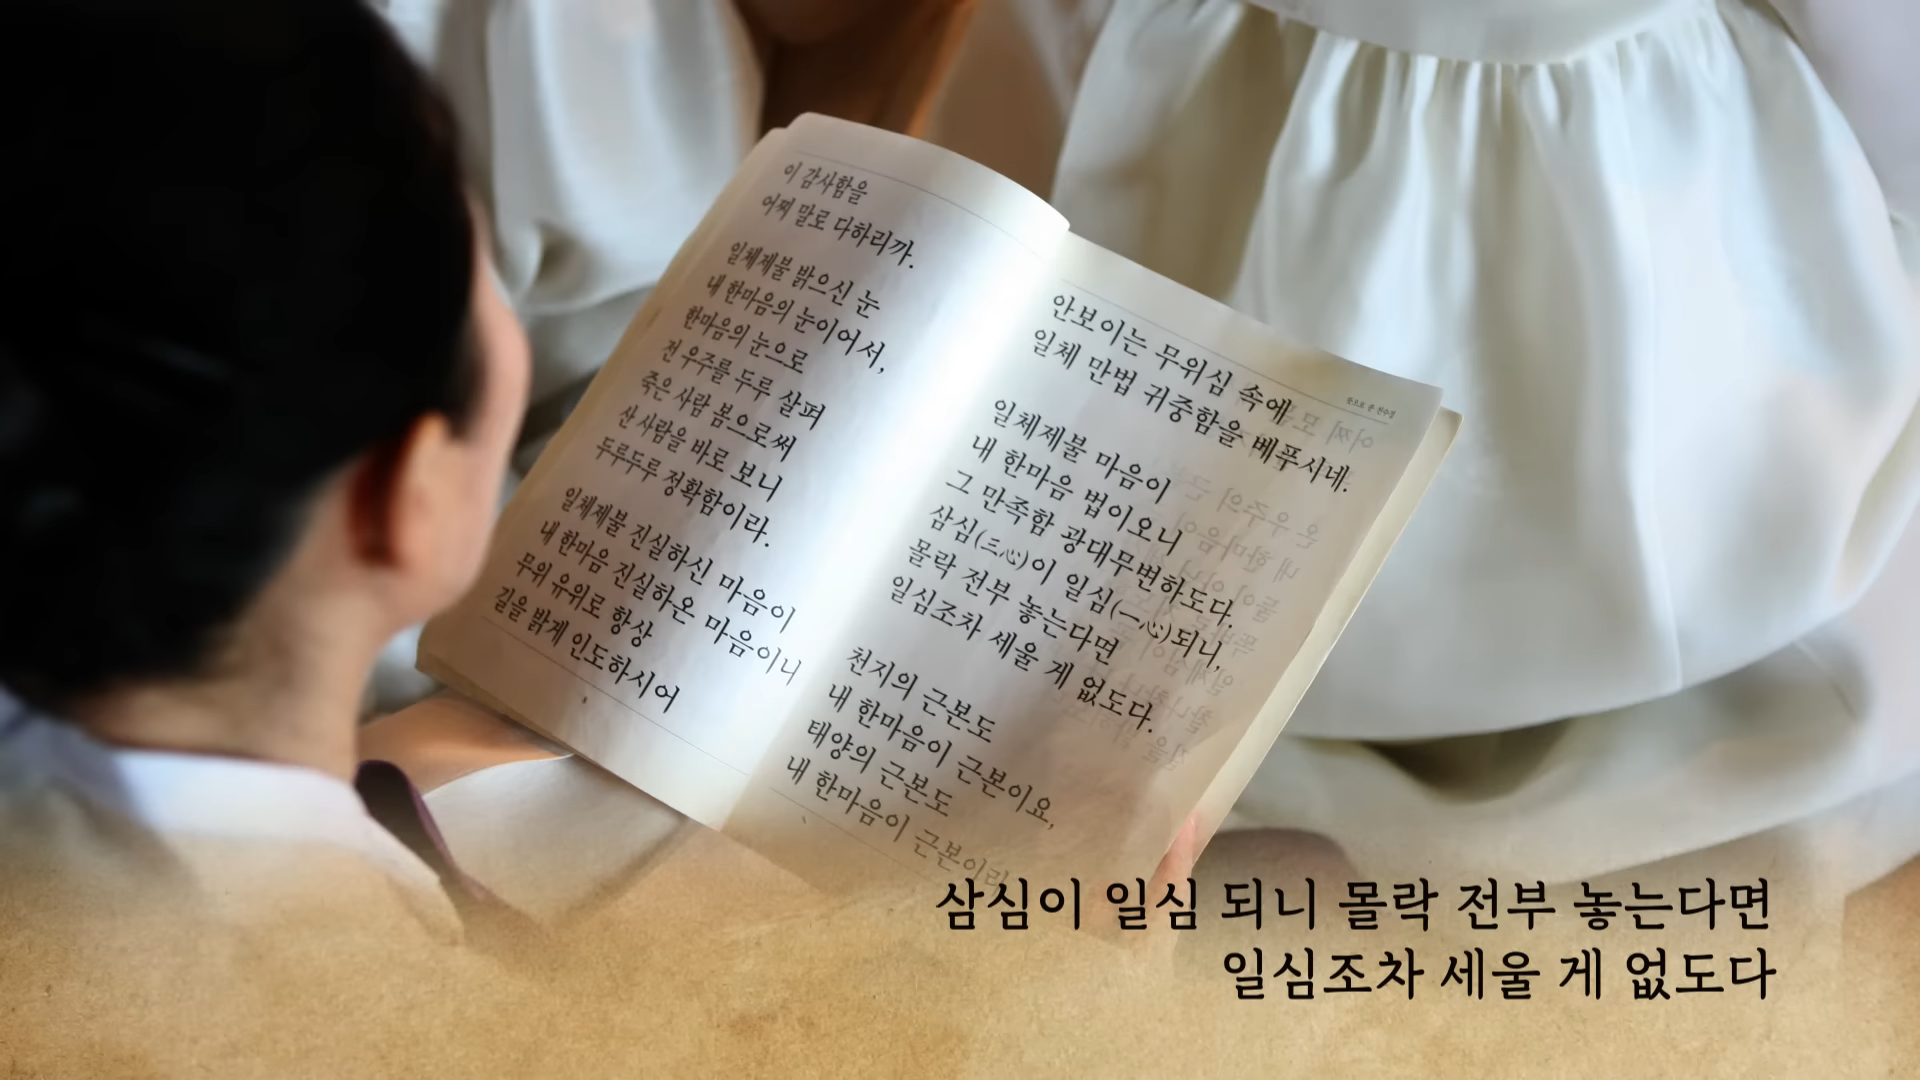 이 감사함을
어찌 말로 다하리까.
일체제불 밝으신 눈
내 한마음의 눈이어서,
한마음의 눈으로
전 우주를 두루 살펴
죽은 사람 봄으로써
산 사람을 바로 보니
두루두루 정확함이라.
일체제불 진실하신 마음이
내 한마음 진실하온 마음이니
무위 유위로 항상
길을 밝게 인도하시어
뜻으로 푼 천수경
안보이는 무위심 속에
일체 만법 귀중함을 베푸시네.
일체제불 마음이
내 한마음 법이오니
그 만족함 광대무변하도다.
삼심(三心)이 일심(一心)되니,
몰락 전부 놓는다면
일심조차 세울 게 없도다.
천지의 근본도
내 한마음이 근본이요,
태양의 근본도
내 한마음이 근본이라
삼심이 일심 되니 몰락 전부 놓는다면
일심조차 세울 게 없도다